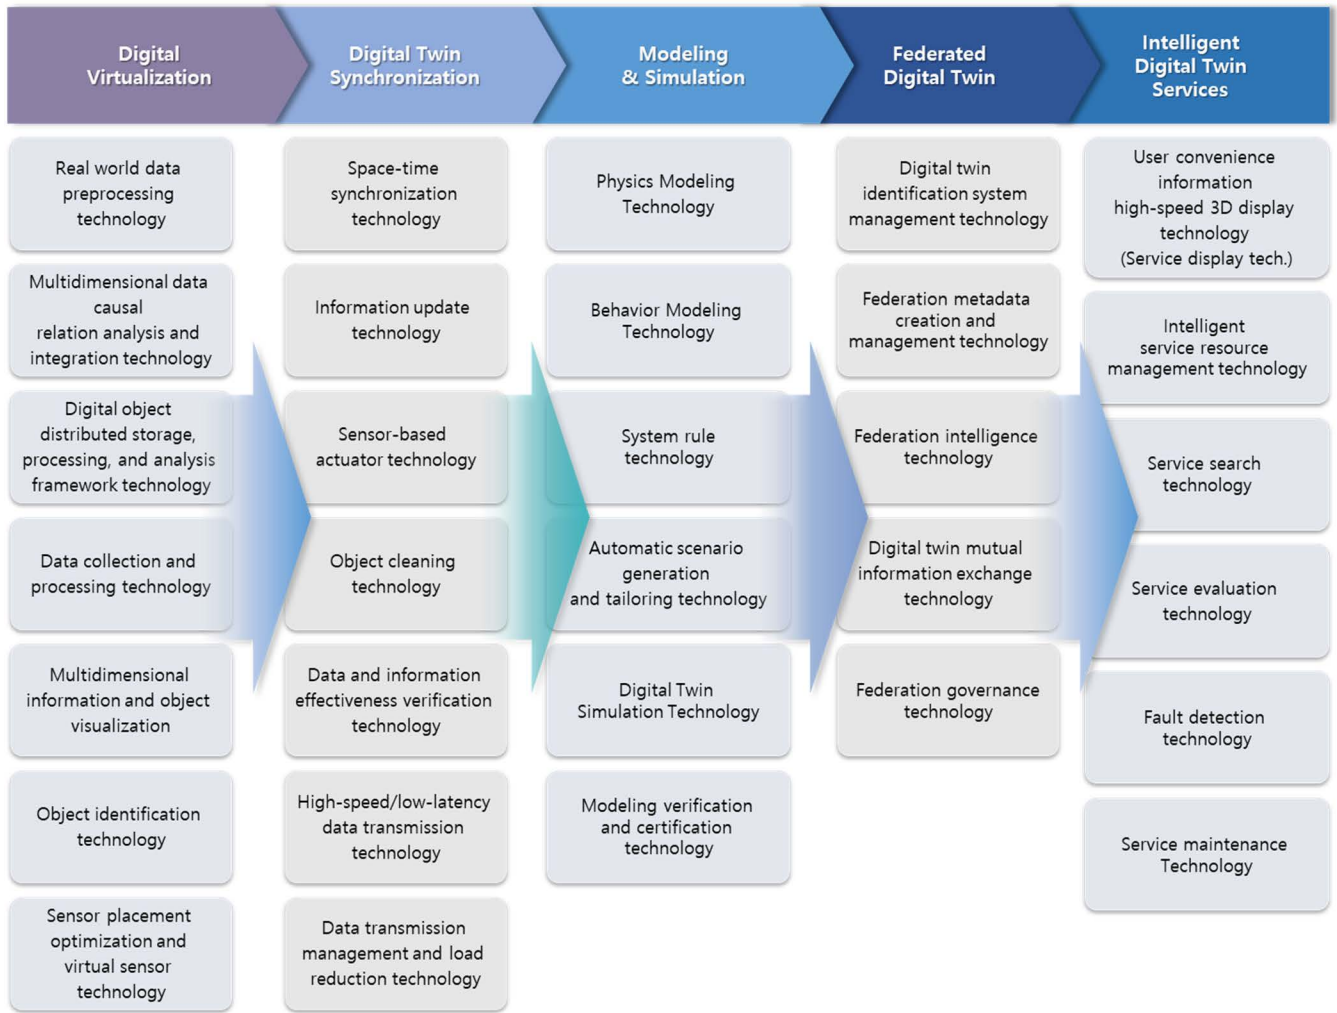 Digital
Virtualization
Digital Twin
Synchronization
Modeling
& Simulation
Federated
Digital Twin
Intelligent
Digital Twin
Services
Real world data
preprocessing
technology
Multidimensional data
causal
relation analysis and
integration technology
Digital object
distributed storage,
processing, and analysis
framework technology
Data collection and
processing technology
Multidimensional
information and object
visualization
Object identification
technology
Sensor placement
optimization and
virtual sensor
technology
Space-time
synchronization
technology
Information update
technology
Sensor-based
actuator technology
Object cleaning
technology
Data and information
effectiveness verification
technology
High-speed/low-latency
data transmission
technology
Data transmission
management and load
reduction technology
Physics Modeling
Technology
Behavior Modeling
Technology
System rule
technology
Automatic scenario
generation
and tailoring technology
Digital Twin
Simulation Technology
Modeling verification
and certification
technology
Digital twin
identification system
management technology
Federation metadata
creation and
management technology
Federation intelligence
technology
Digital twin mutual
information exchange
technology
Federation governance
technology
User convenience
information
high-speed 3D display
technology
(Service display tech.)
Intelligent
service resource
management technology
Service search
technology
Service evaluation
technology
Fault detection
technology
Service maintenance
Technology